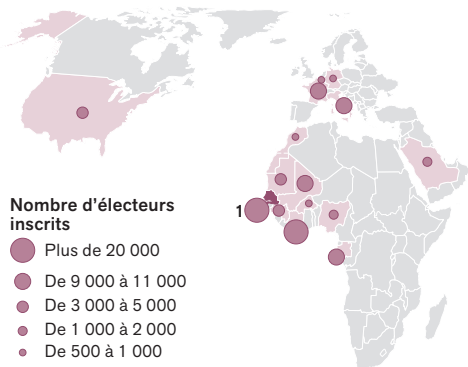 1
Nombre d’électeurs
inscrits
Plus de 20 000
De 9 000 à 11 000
De 3 000 à 5 000
De 1 000 à 2 000
De 500 à 1 000